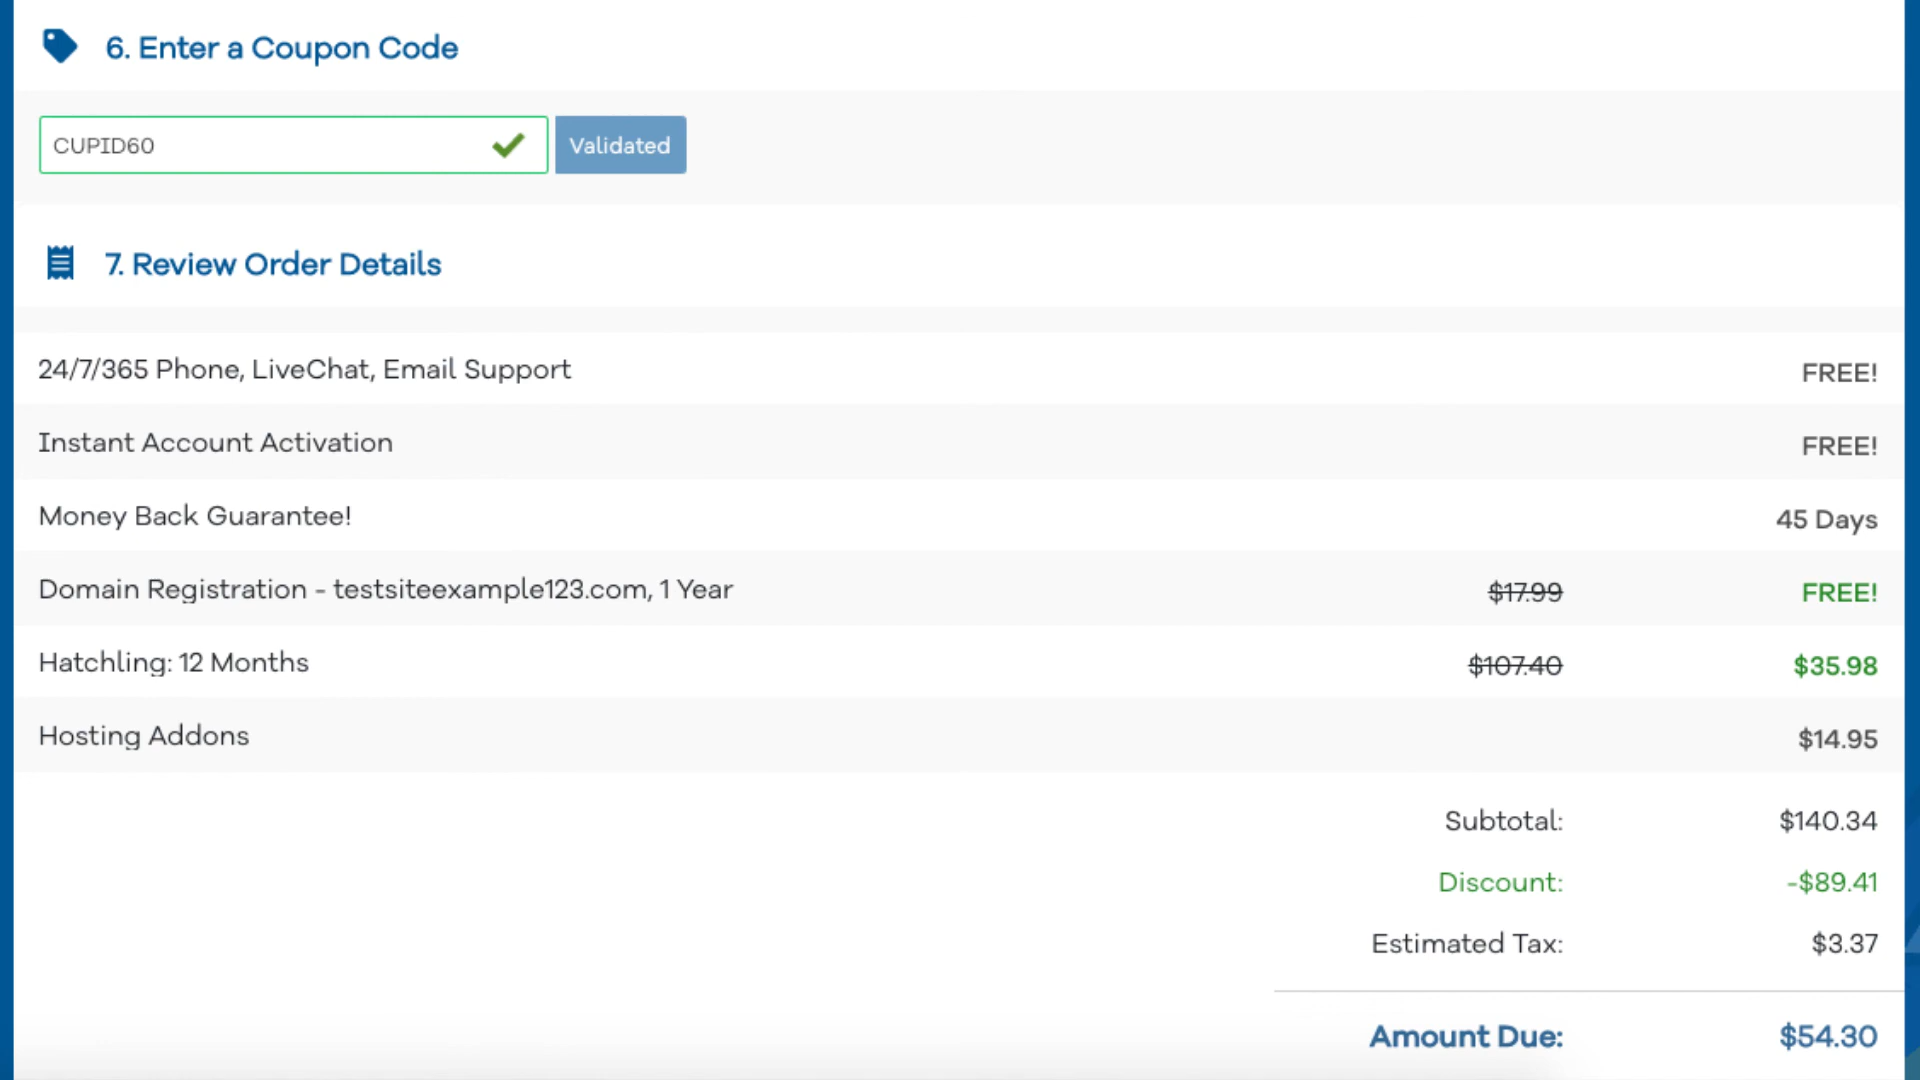 6. Enter a Coupon Code
CUPID60
Validated
7. Review Order Details
24/7/365 Phone, LiveChat, Email Support FREE!
Instant Account Activation FREE!
Money Back Guarantee! 45 Days
Domain Registration - testsiteexample123.com, 1 Year $17.99 FREE!
Hatchling: 12 Months $107.40 $35.98
Hosting Addons $14.95
Subtotal: $140.34
Discount: -$89.41
Estimated Tax: $3.37
Amount Due: $54.30